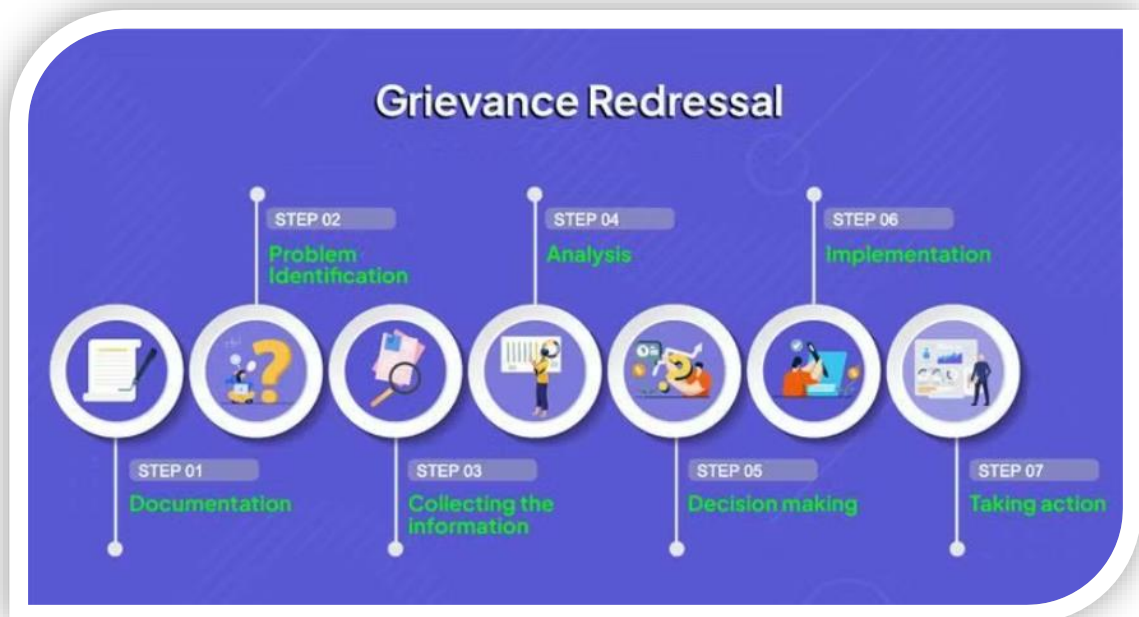 Grievance Redressal
STEP 01
Documentation
STEP 02
Problem
Identification
STEP 03
Collecting the
information
STEP 04
Analysis
STEP 05
Decision making
STEP 06
Implementation
STEP 07
Taking action